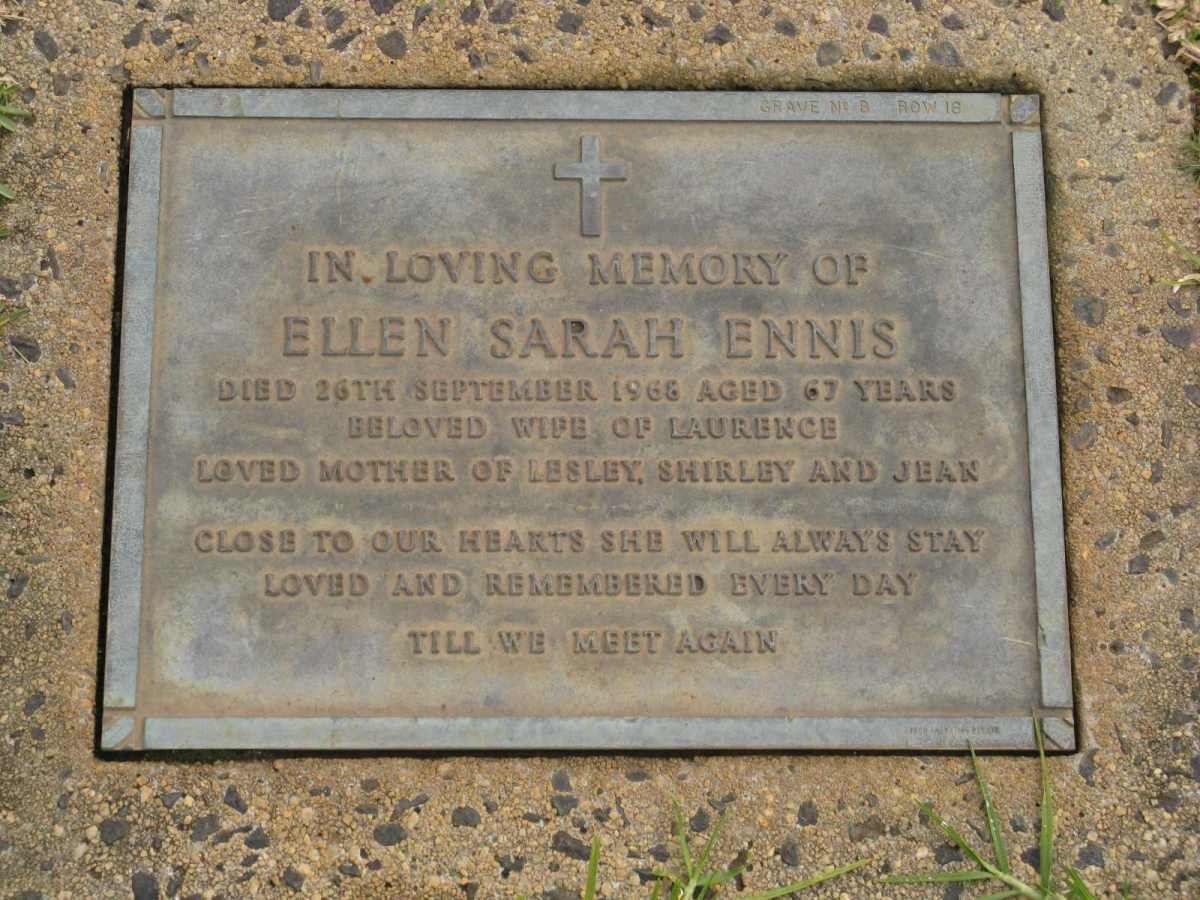 GRAVE Nº 8 ROW 18
IN LOVING MEMORY OF
ELLEN SARAH ENNIS
DIED 26TH SEPTEMBER 1968 AGED 67 YEARS
BELOVED WIFE OF LAURENCE
LOVED MOTHER OF LESLEY, SHIRLEY AND JEAN
CLOSE TO OUR HEARTS SHE WILL ALWAYS STAY
LOVED AND REMEMBERED EVERY DAY
TILL WE MEET AGAIN